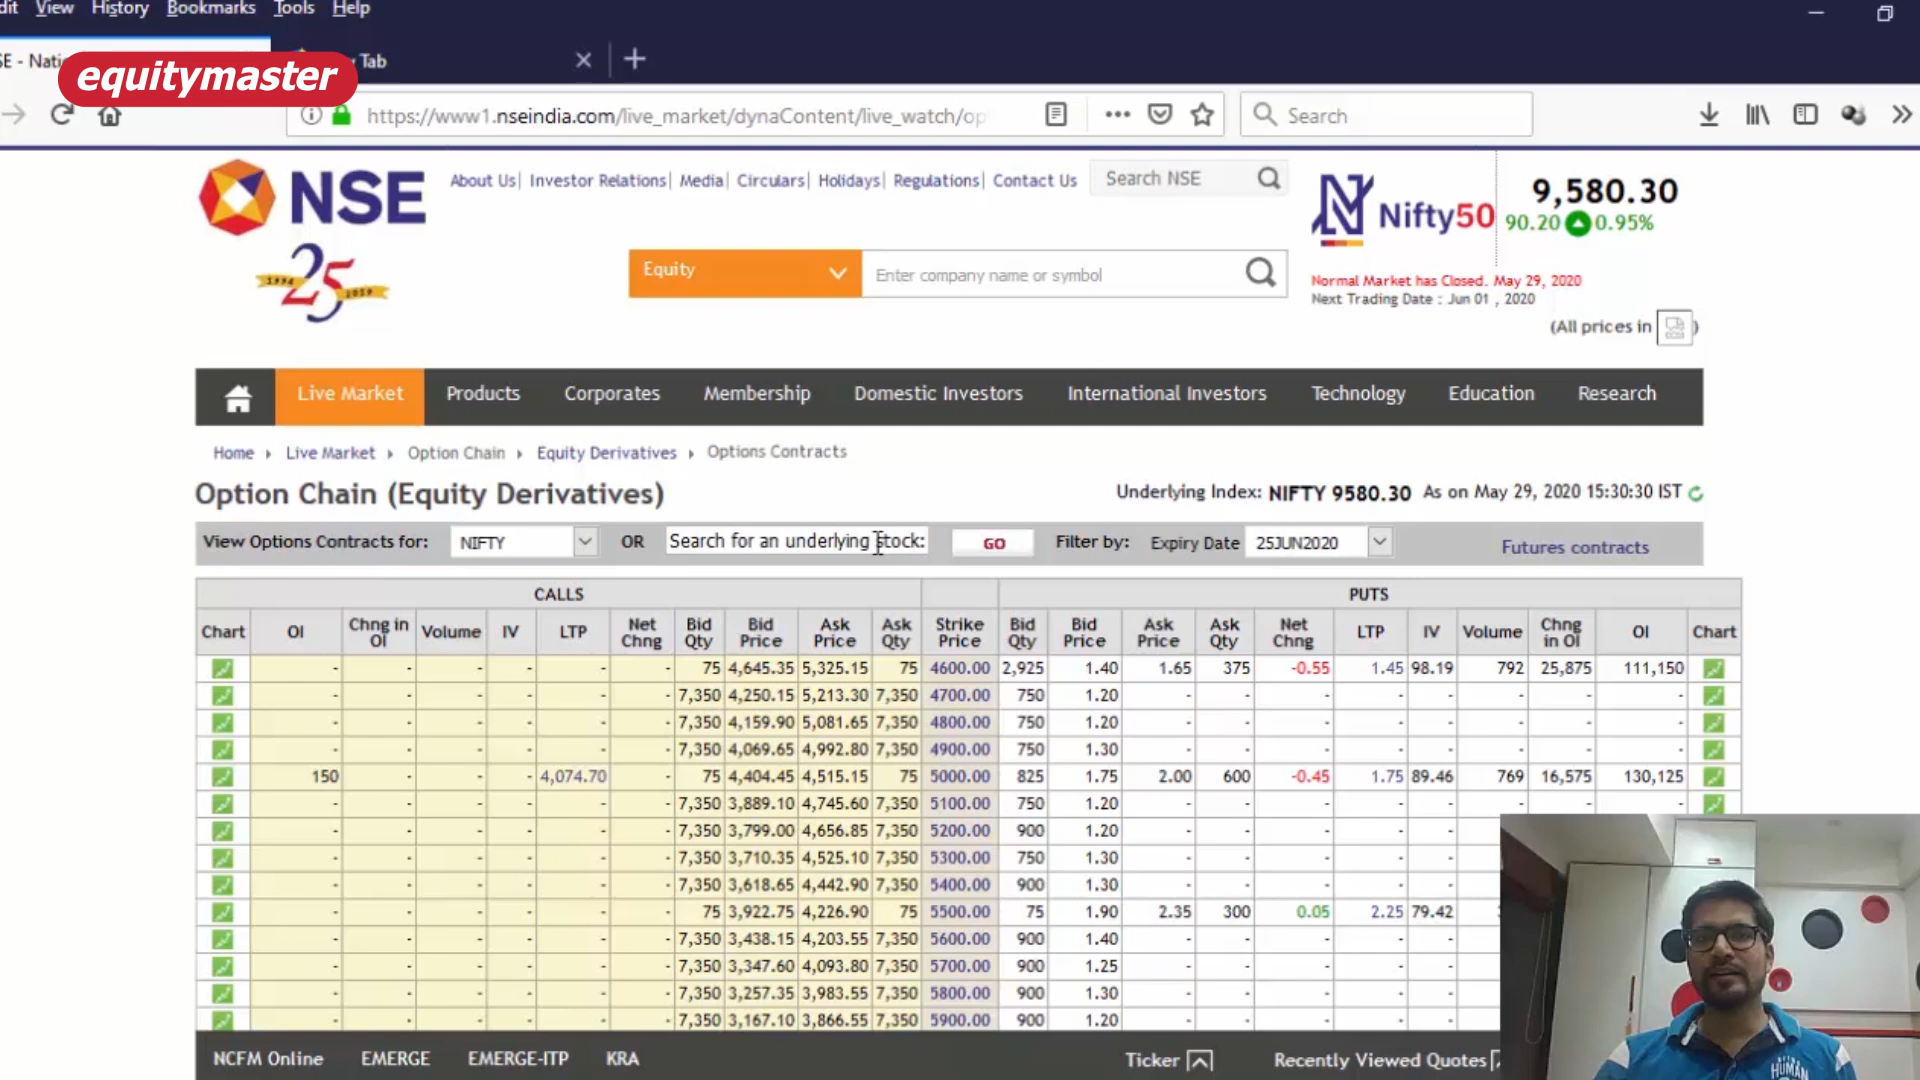 dit View History Bookmarks Tools Help
SE - Nati
Tab
equitymaster
https://www1.nseindia.com/live_market/dynaContent/live_watch/op
Search
NSE
1994 25 2019
About Us| Investor Relations| Media| Circulars| Holidays| Regulations| Contact Us
Search NSE
Nifty50
9,580.30
90.20 0.95%
Equity
Enter company name or symbol
Normal Market has Closed. May 29, 2020
Next Trading Date : Jun 01 , 2020
(All prices in )
Live Market Products Corporates Membership Domestic Investors International Investors Technology Education Research
Home Live Market Option Chain Equity Derivatives Options Contracts
Option Chain (Equity Derivatives)
Underlying Index: NIFTY 9580.30 As on May 29, 2020 15:30:30 IST
View Options Contracts for: NIFTY OR Search for an underlying stock: GO Filter by: Expiry Date 25JUN2020 Futures contracts
CALLS PUTS
Chart OI Chng in OI Volume IV LTP Net Chng Bid Qty Bid Price Ask Price Ask Qty Strike Price Bid Qty Bid Price Ask Price Ask Qty Net Chng LTP IV Volume Chng in OI OI Chart
- - - - - - 75 4,645.35 5,325.15 75 4600.00 2,925 1.40 1.65 375 -0.55 1.45 98.19 792 25,875 111,150
- - - - - - 7,350 4,250.15 5,213.30 7,350 4700.00 750 1.20 - - - - - - - -
- - - - - - 7,350 4,159.90 5,081.65 7,350 4800.00 750 1.20 - - - - - - - -
- - - - - - 7,350 4,069.65 4,992.80 7,350 4900.00 750 1.30 - - - - - - - -
150 - - - 4,074.70 - 75 4,404.45 4,515.15 75 5000.00 825 1.75 2.00 600 -0.45 1.75 89.46 769 16,575 130,125
- - - - - - 7,350 3,889.10 4,745.60 7,350 5100.00 750 1.20 - - - - - - - -
- - - - - - 7,350 3,799.00 4,656.85 7,350 5200.00 900 1.20 - - - - -
- - - - - - 7,350 3,710.35 4,525.10 7,350 5300.00 750 1.30 - - - - -
- - - - - - 7,350 3,618.65 4,442.90 7,350 5400.00 900 1.30 - - - - -
- - - - - - 75 3,922.75 4,226.90 75 5500.00 75 1.90 2.35 300 0.05 2.25 79.42
- - - - - - 7,350 3,438.15 4,203.55 7,350 5600.00 900 1.40 - - - - -
- - - - - - 7,350 3,347.60 4,093.80 7,350 5700.00 900 1.25 - - - - -
- - - - - - 7,350 3,257.35 3,983.55 7,350 5800.00 900 1.30 - - - - -
- - - - - - 7,350 3,167.10 3,866.55 7,350 5900.00 900 1.20 - - - - -
NCFM Online EMERGE EMERGE-ITP KRA Ticker Recently Viewed Quotes
HUMAN